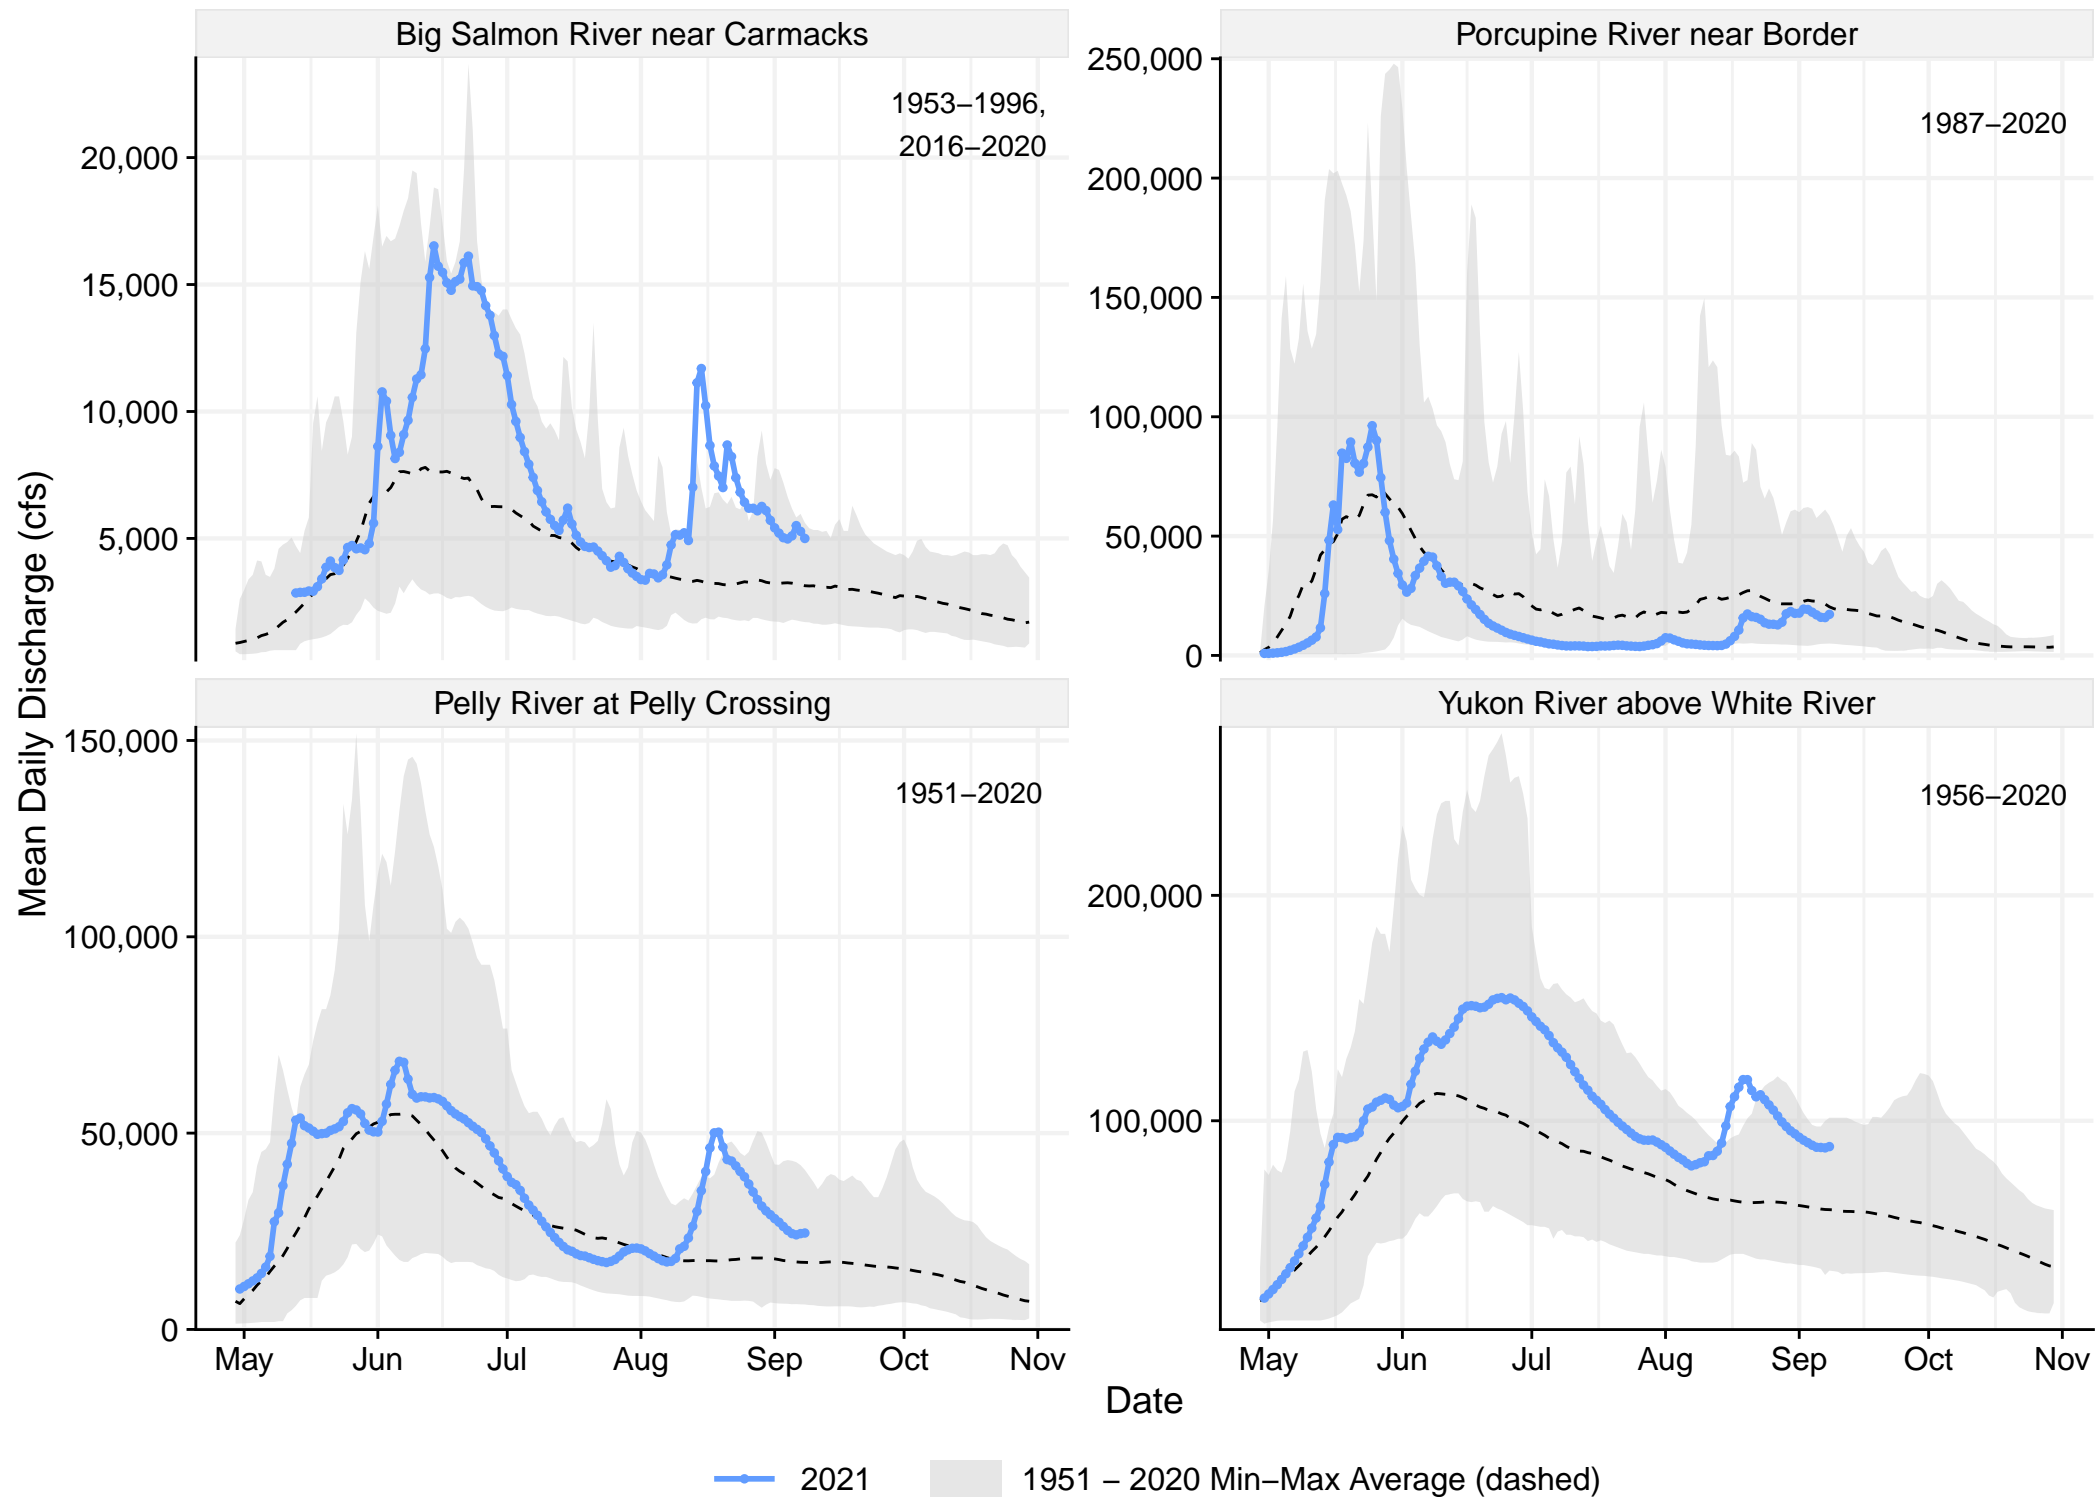 Big Salmon River near Carmacks
Porcupine River near Border
1953–1996,
2016–2020
20,000
15,000
10,000
5,000
1987–2020
250,000
200,000
150,000
100,000
50,000
0
Mean Daily Discharge (cfs)
Pelly River at Pelly Crossing
Yukon River above White River
1951–2020
150,000
100,000
50,000
0
1956–2020
200,000
100,000
May Jun Jul Aug Sep Oct Nov
May Jun Jul Aug Sep Oct Nov
Date
2021
1951 – 2020 Min–Max Average (dashed)